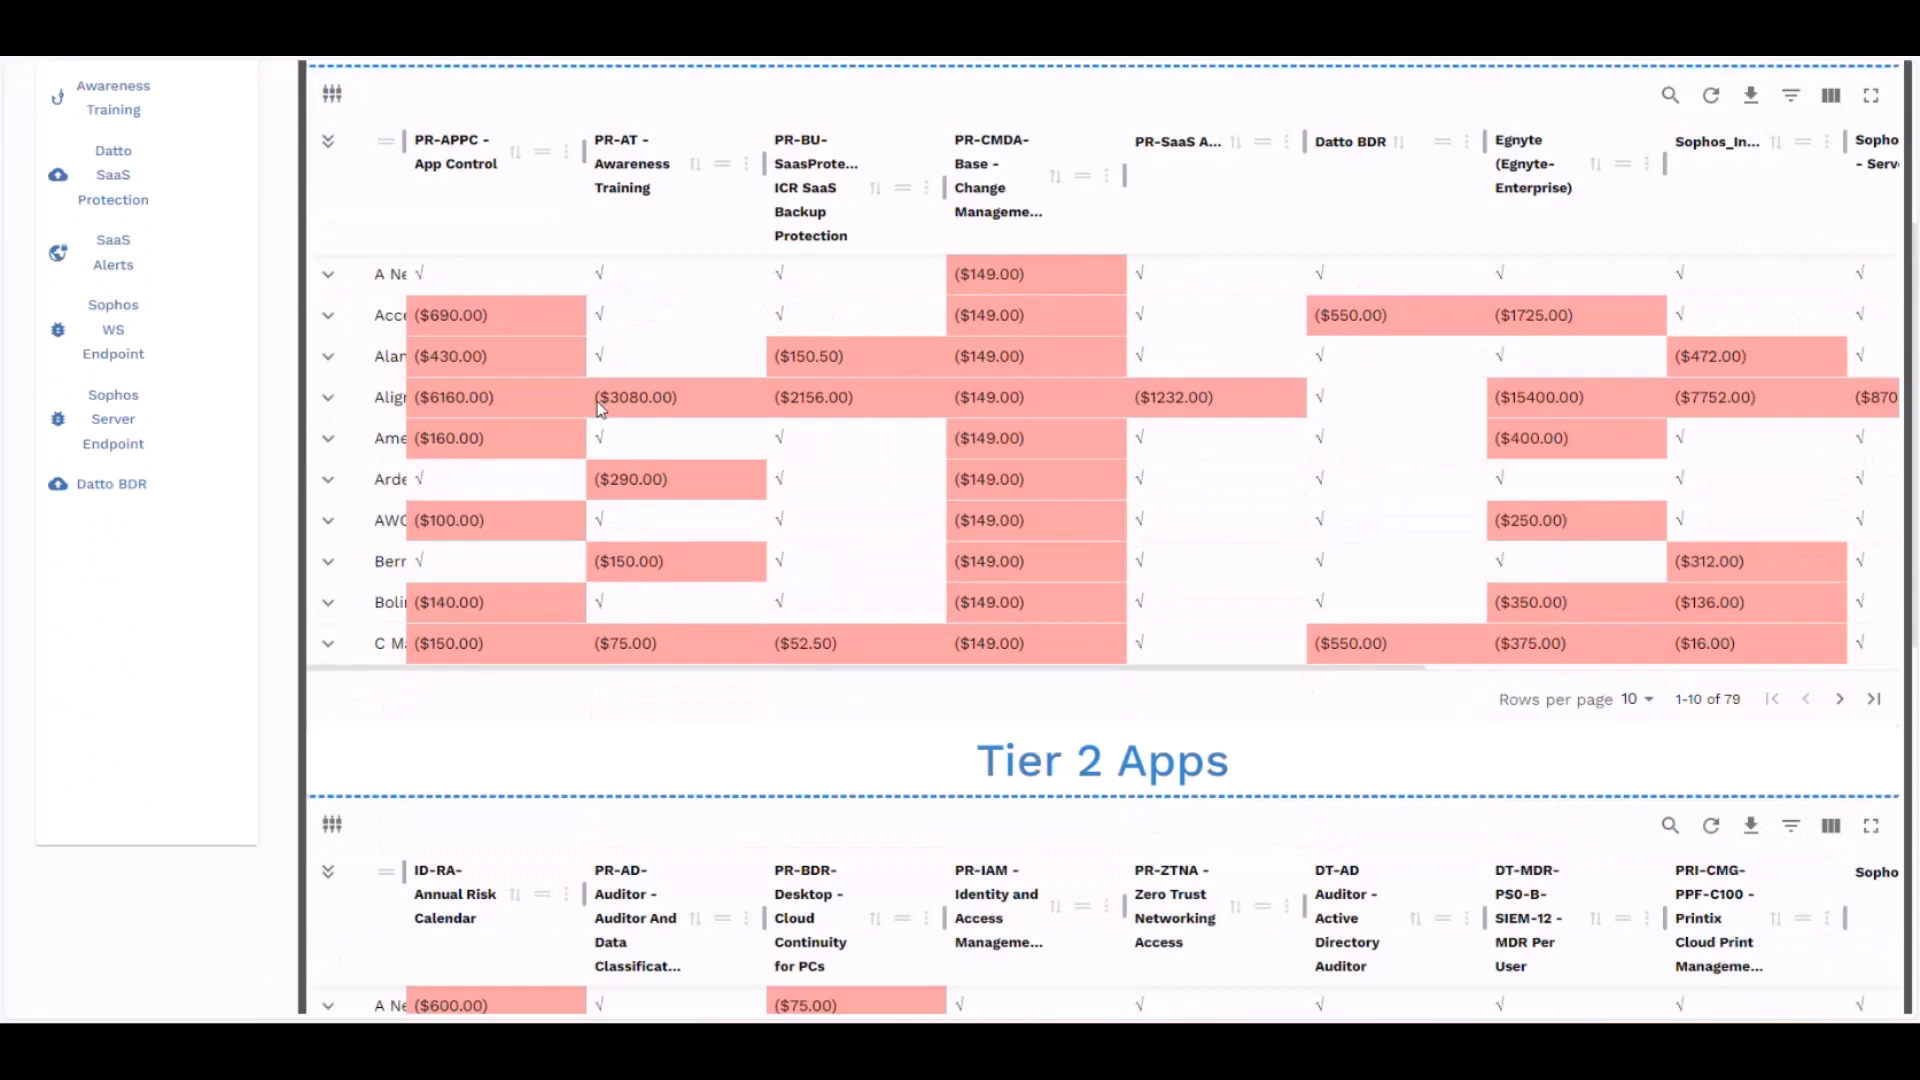 Awareness
Training
Datto
SaaS
Protection
SaaS
Alerts
Sophos
WS
Endpoint
Sophos
Server
Endpoint
Datto BDR
PR-APPC -
App Control
PR-AT -
Awareness
Training
PR-BU-
SaasProte...
ICR SaaS
Backup
Protection
PR-CMDA-
Base -
Change
Manageme...
PR-SaaS A...
Datto BDR
Egnyte
(Egnyte-
Enterprise)
Sophos_In...
Sopho
- Serv
A Ne √ √ √ ($149.00) √ √ √ √ √
Acce ($690.00) √ √ ($149.00) √ ($550.00) ($1725.00) √ √
Alan ($430.00) √ ($150.50) ($149.00) √ √ √ ($472.00) √
Align ($6160.00) ($3080.00) ($2156.00) ($149.00) ($1232.00) √ ($15400.00) ($7752.00) ($870
Ame ($160.00) √ √ ($149.00) √ √ ($400.00) √ √
Arde √ ($290.00) √ ($149.00) √ √ √ √ √
AWC ($100.00) √ √ ($149.00) √ √ ($250.00) √ √
Berr √ ($150.00) √ ($149.00) √ √ √ ($312.00) √
Bolin ($140.00) √ √ ($149.00) √ √ ($350.00) ($136.00) √
C M ($150.00) ($75.00) ($52.50) ($149.00) √ ($550.00) ($375.00) ($16.00) √
Rows per page 10 1-10 of 79
Tier 2 Apps
ID-RA-
Annual Risk
Calendar
PR-AD-
Auditor -
Auditor And
Data
Classificat...
PR-BDR-
Desktop -
Cloud
Continuity
for PCs
PR-IAM -
Identity and
Access
Manageme...
PR-ZTNA -
Zero Trust
Networking
Access
DT-AD
Auditor -
Active
Directory
Auditor
DT-MDR-
PS0-B-
SIEM-12 -
MDR Per
User
PRI-CMG-
PPF-C100 -
Printix
Cloud Print
Manageme...
Sopho
A Ne ($600.00) √ ($75.00) √ √ √ √ √ √